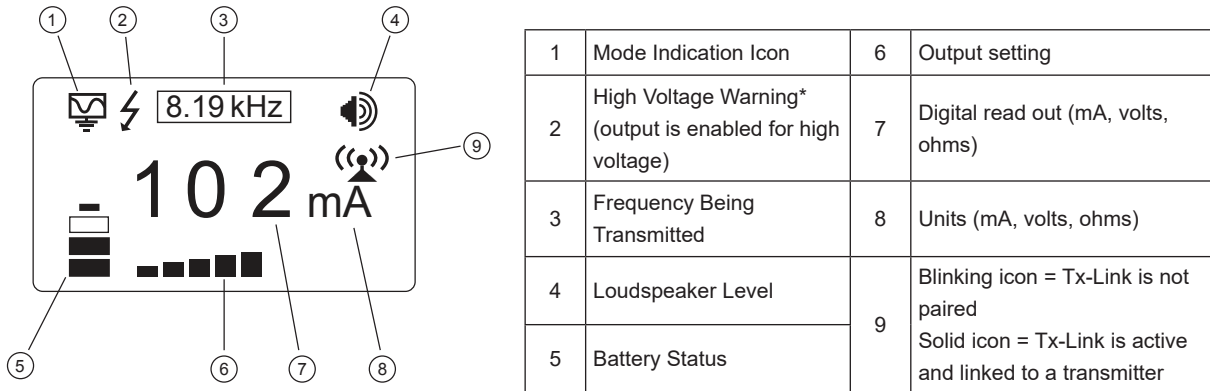 1 2 3 4
8.19 kHz
9
102 mA
5 6 7 8
1 Mode Indication Icon 6 Output setting
2 High Voltage Warning*
(output is enabled for high
voltage)
7 Digital read out (mA, volts,
ohms)
3 Frequency Being
Transmitted
8 Units (mA, volts, ohms)
4 Loudspeaker Level
9 Blinking icon = Tx-Link is not
paired
Solid icon = Tx-Link is active
and linked to a transmitter
5 Battery Status